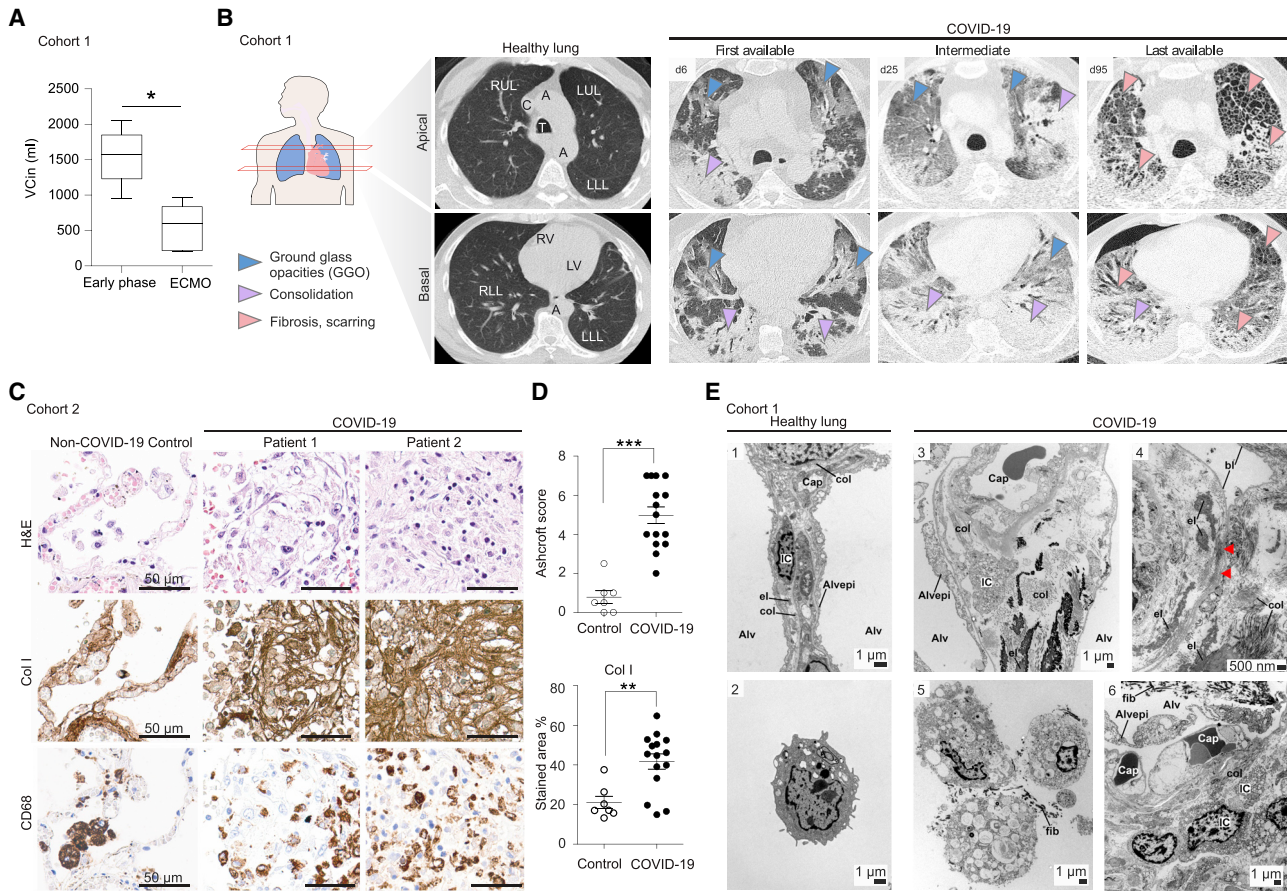 A
Cohort 1
*
VCin (ml)
2500
2000
1500
1000
500
0
Early phase
ECMO
B
Cohort 1
Ground glass
opacities (GGO)
Consolidation
Fibrosis, scarring
Healthy lung
Apical
RUL
A
LUL
C
T
A
LLL
Basal
RV
LV
RLL
A
LLL
COVID-19
First available
Intermediate
Last available
d6
d25
d95
C
Cohort 2
COVID-19
Non-COVID-19 Control
Patient 1
Patient 2
H&E
50 µm
Col I
50 µm
CD68
50 µm
D
***
Ashcroft score
8
6
4
2
0
Control
COVID-19
Col I
**
Stained area %
80
60
40
20
0
Control
COVID-19
E
Cohort 1
Healthy lung
COVID-19
1
col
Cap
IC
el
col
Alvepi
Alv
1 µm
2
1 µm
3
Cap
col
IC
col
Alvepi
Alv
el
Alv
1 µm
4
bl
el
col
el
500 nm
5
fib
1 µm
6
fib
Alv
Alvepi
Cap
Cap
col
IC
IC
1 µm